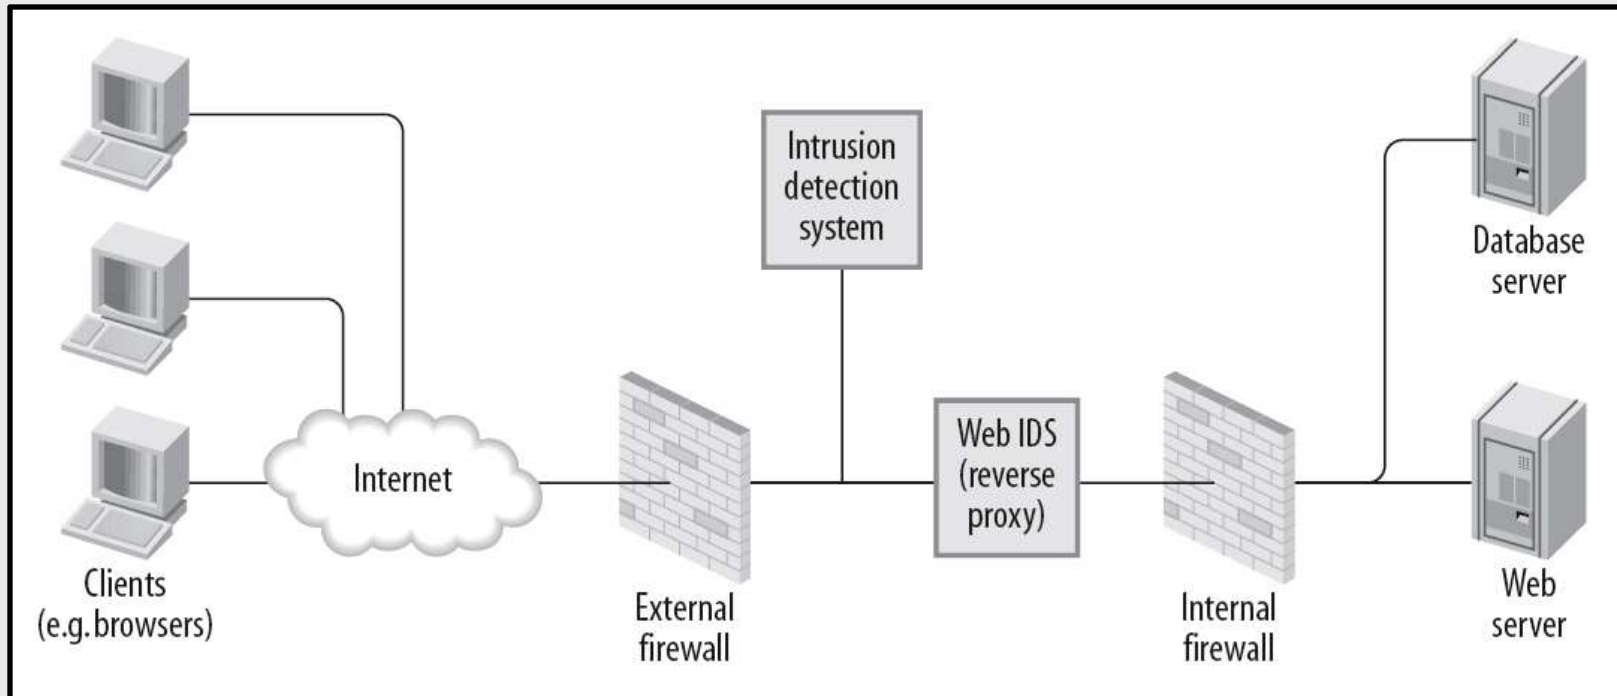 Clients
(e.g. browsers)
Internet
External
firewall
Intrusion
detection
system
Web IDS
(reverse
proxy)
Internal
firewall
Database
server
Web
server